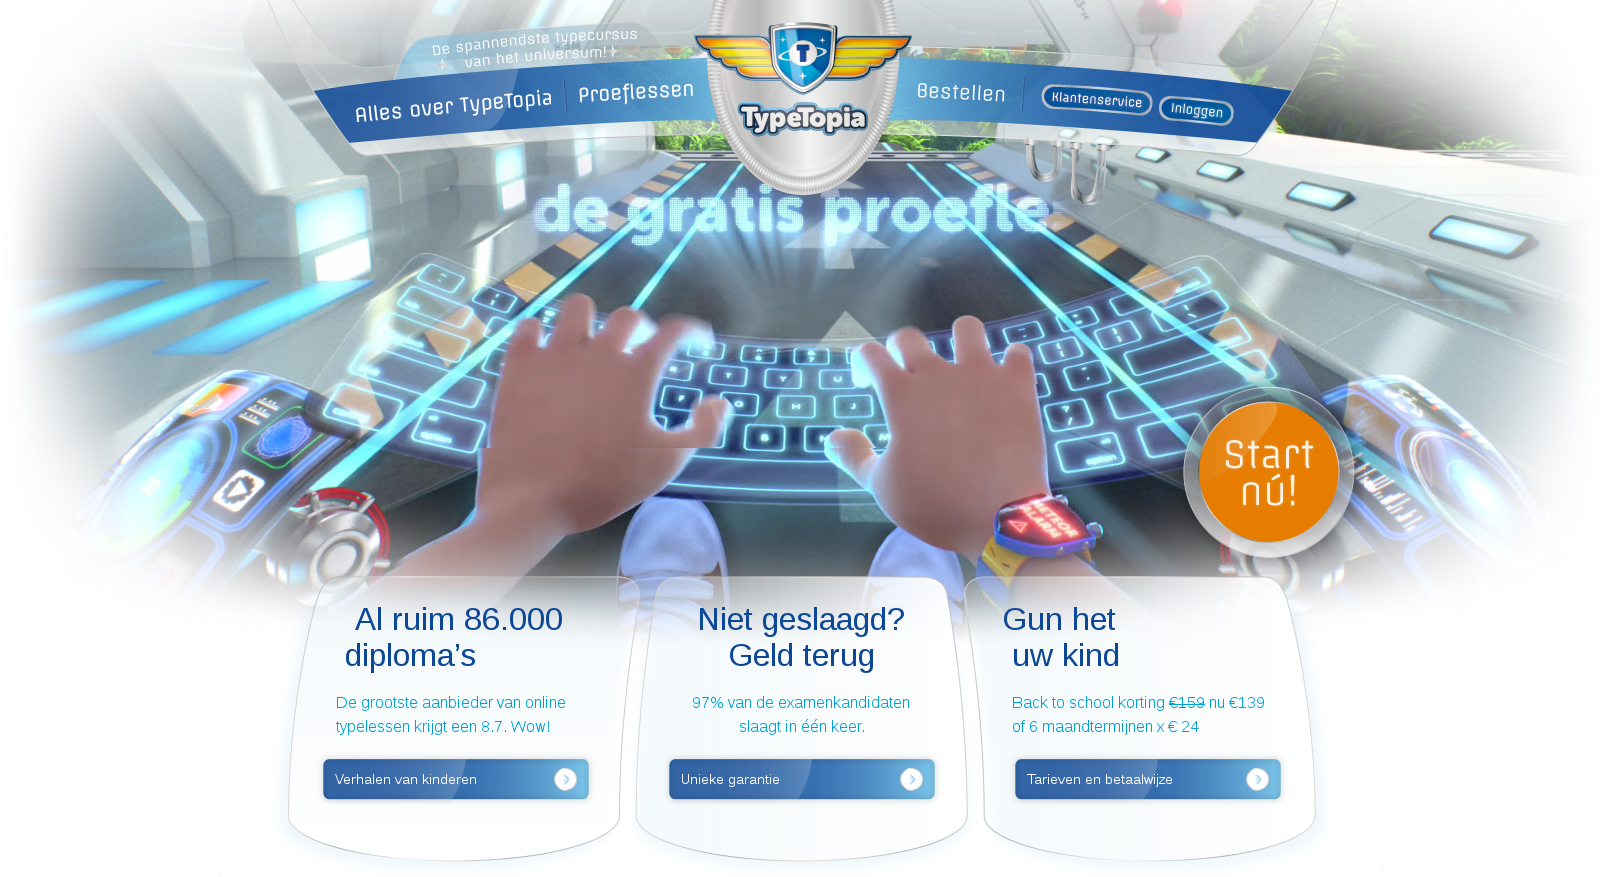 De spannendste typecursus
van het universum!
Alles over TypeTopia
Proeflessen
T
TypeTopia
Bestellen
Klantenservice
Inloggen
de gratis proefle
Start
nú!
METEOR
ALARM
Al ruim 86.000
diploma’s
De grootste aanbieder van online
typelessen krijgt een 8.7. Wow!
Verhalen van kinderen
Niet geslaagd?
Geld terug
97% van de examenkandidaten
slaagt in één keer.
Unieke garantie
Gun het
uw kind
Back to school korting €159 nu €139
of 6 maandtermijnen x € 24
Tarieven en betaalwijze